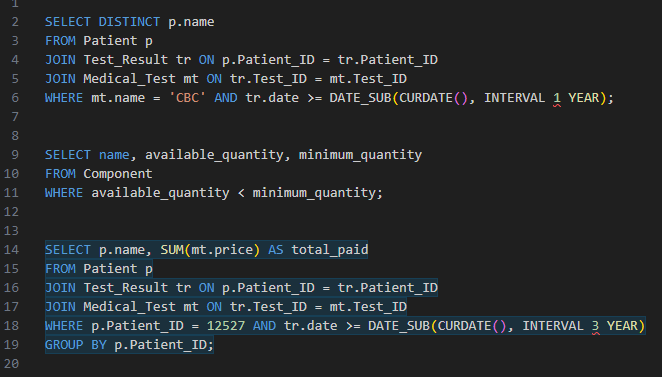 1
2 SELECT DISTINCT p.name
3 FROM Patient p
4 JOIN Test_Result tr ON p.Patient_ID = tr.Patient_ID
5 JOIN Medical_Test mt ON tr.Test_ID = mt.Test_ID
6 WHERE mt.name = 'CBC' AND tr.date >= DATE_SUB(CURDATE(), INTERVAL 1 YEAR);
7
8
9 SELECT name, available_quantity, minimum_quantity
10 FROM Component
11 WHERE available_quantity < minimum_quantity;
12
13
14 SELECT p.name, SUM(mt.price) AS total_paid
15 FROM Patient p
16 JOIN Test_Result tr ON p.Patient_ID = tr.Patient_ID
17 JOIN Medical_Test mt ON tr.Test_ID = mt.Test_ID
18 WHERE p.Patient_ID = 12527 AND tr.date >= DATE_SUB(CURDATE(), INTERVAL 3 YEAR)
19 GROUP BY p.Patient_ID;
20